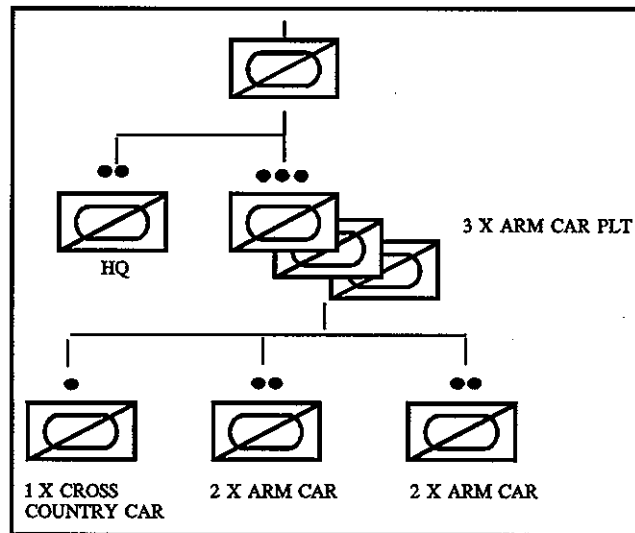 HQ
3 X ARM CAR PLT
1 X CROSS
COUNTRY CAR
2 X ARM CAR
2 X ARM CAR